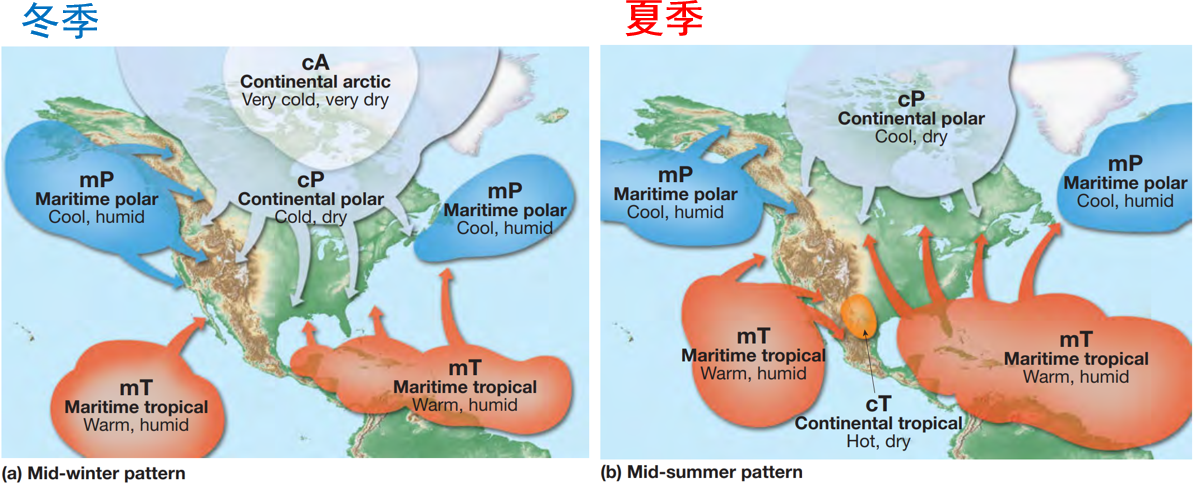 冬季
夏季
cA
Continental arctic
Very cold, very dry
mP
Maritime polar
Cool, humid
cP
Continental polar
Cold, dry
mP
Maritime polar
Cool, humid
mT
Maritime tropical
Warm, humid
mT
Maritime tropical
Warm, humid
(a) Mid-winter pattern
cP
Continental polar
Cool, dry
mP
Maritime polar
Cool, humid
mP
Maritime polar
Cool, humid
mT
Maritime tropical
Warm, humid
mT
Maritime tropical
Warm, humid
cT
Continental tropical
Hot, dry
(b) Mid-summer pattern